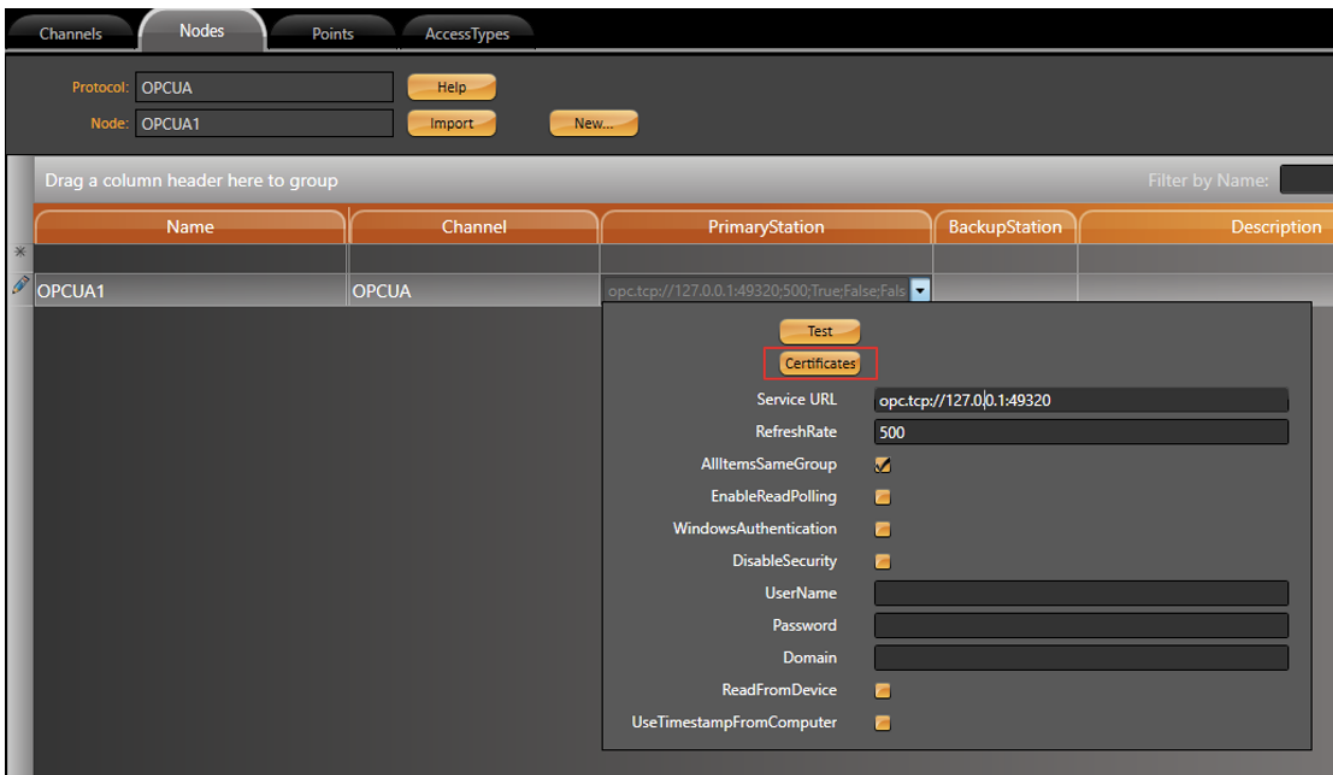 Channels Nodes Points AccessTypes
Protocol: OPCUA Help
Node: OPCUA1 Import New...
Drag a column header here to group Filter by Name:
Name Channel PrimaryStation BackupStation Description
OPCUA1 OPCUA opc.tcp://127.0.0.1:49320;500;True;False;Fals
Test
Certificates
Service URL opc.tcp://127.0.0.1:49320
RefreshRate 500
AllItemsSameGroup
EnableReadPolling
WindowsAuthentication
DisableSecurity
UserName
Password
Domain
ReadFromDevice
UseTimestampFromComputer